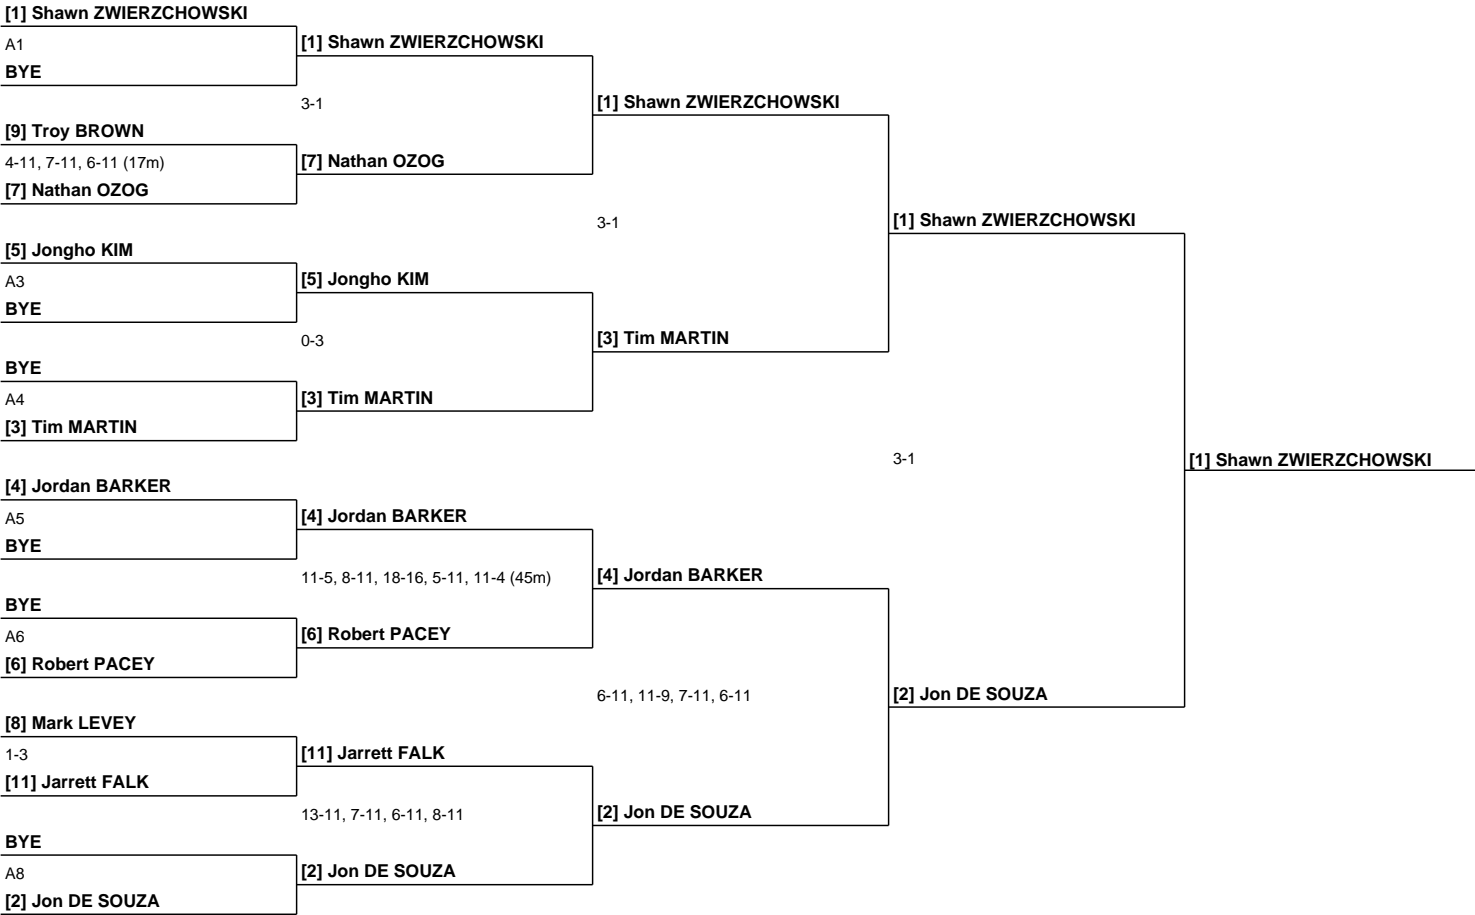 [1] Shawn ZWIERZCHOWSKI
A1
BYE
[9] Troy BROWN
4-11, 7-11, 6-11 (17m)
[7] Nathan OZOG
[5] Jongho KIM
A3
BYE
BYE
A4
[3] Tim MARTIN
[4] Jordan BARKER
A5
BYE
BYE
A6
[6] Robert PACEY
[8] Mark LEVEY
1-3
[11] Jarrett FALK
BYE
A8
[2] Jon DE SOUZA
[1] Shawn ZWIERZCHOWSKI
3-1
[7] Nathan OZOG
[5] Jongho KIM
0-3
[3] Tim MARTIN
[4] Jordan BARKER
11-5, 8-11, 18-16, 5-11, 11-4 (45m)
[6] Robert PACEY
[11] Jarrett FALK
13-11, 7-11, 6-11, 8-11
[2] Jon DE SOUZA
[1] Shawn ZWIERZCHOWSKI
3-1
[3] Tim MARTIN
[4] Jordan BARKER
6-11, 11-9, 7-11, 6-11
[2] Jon DE SOUZA
[1] Shawn ZWIERZCHOWSKI
3-1
[2] Jon DE SOUZA
[1] Shawn ZWIERZCHOWSKI